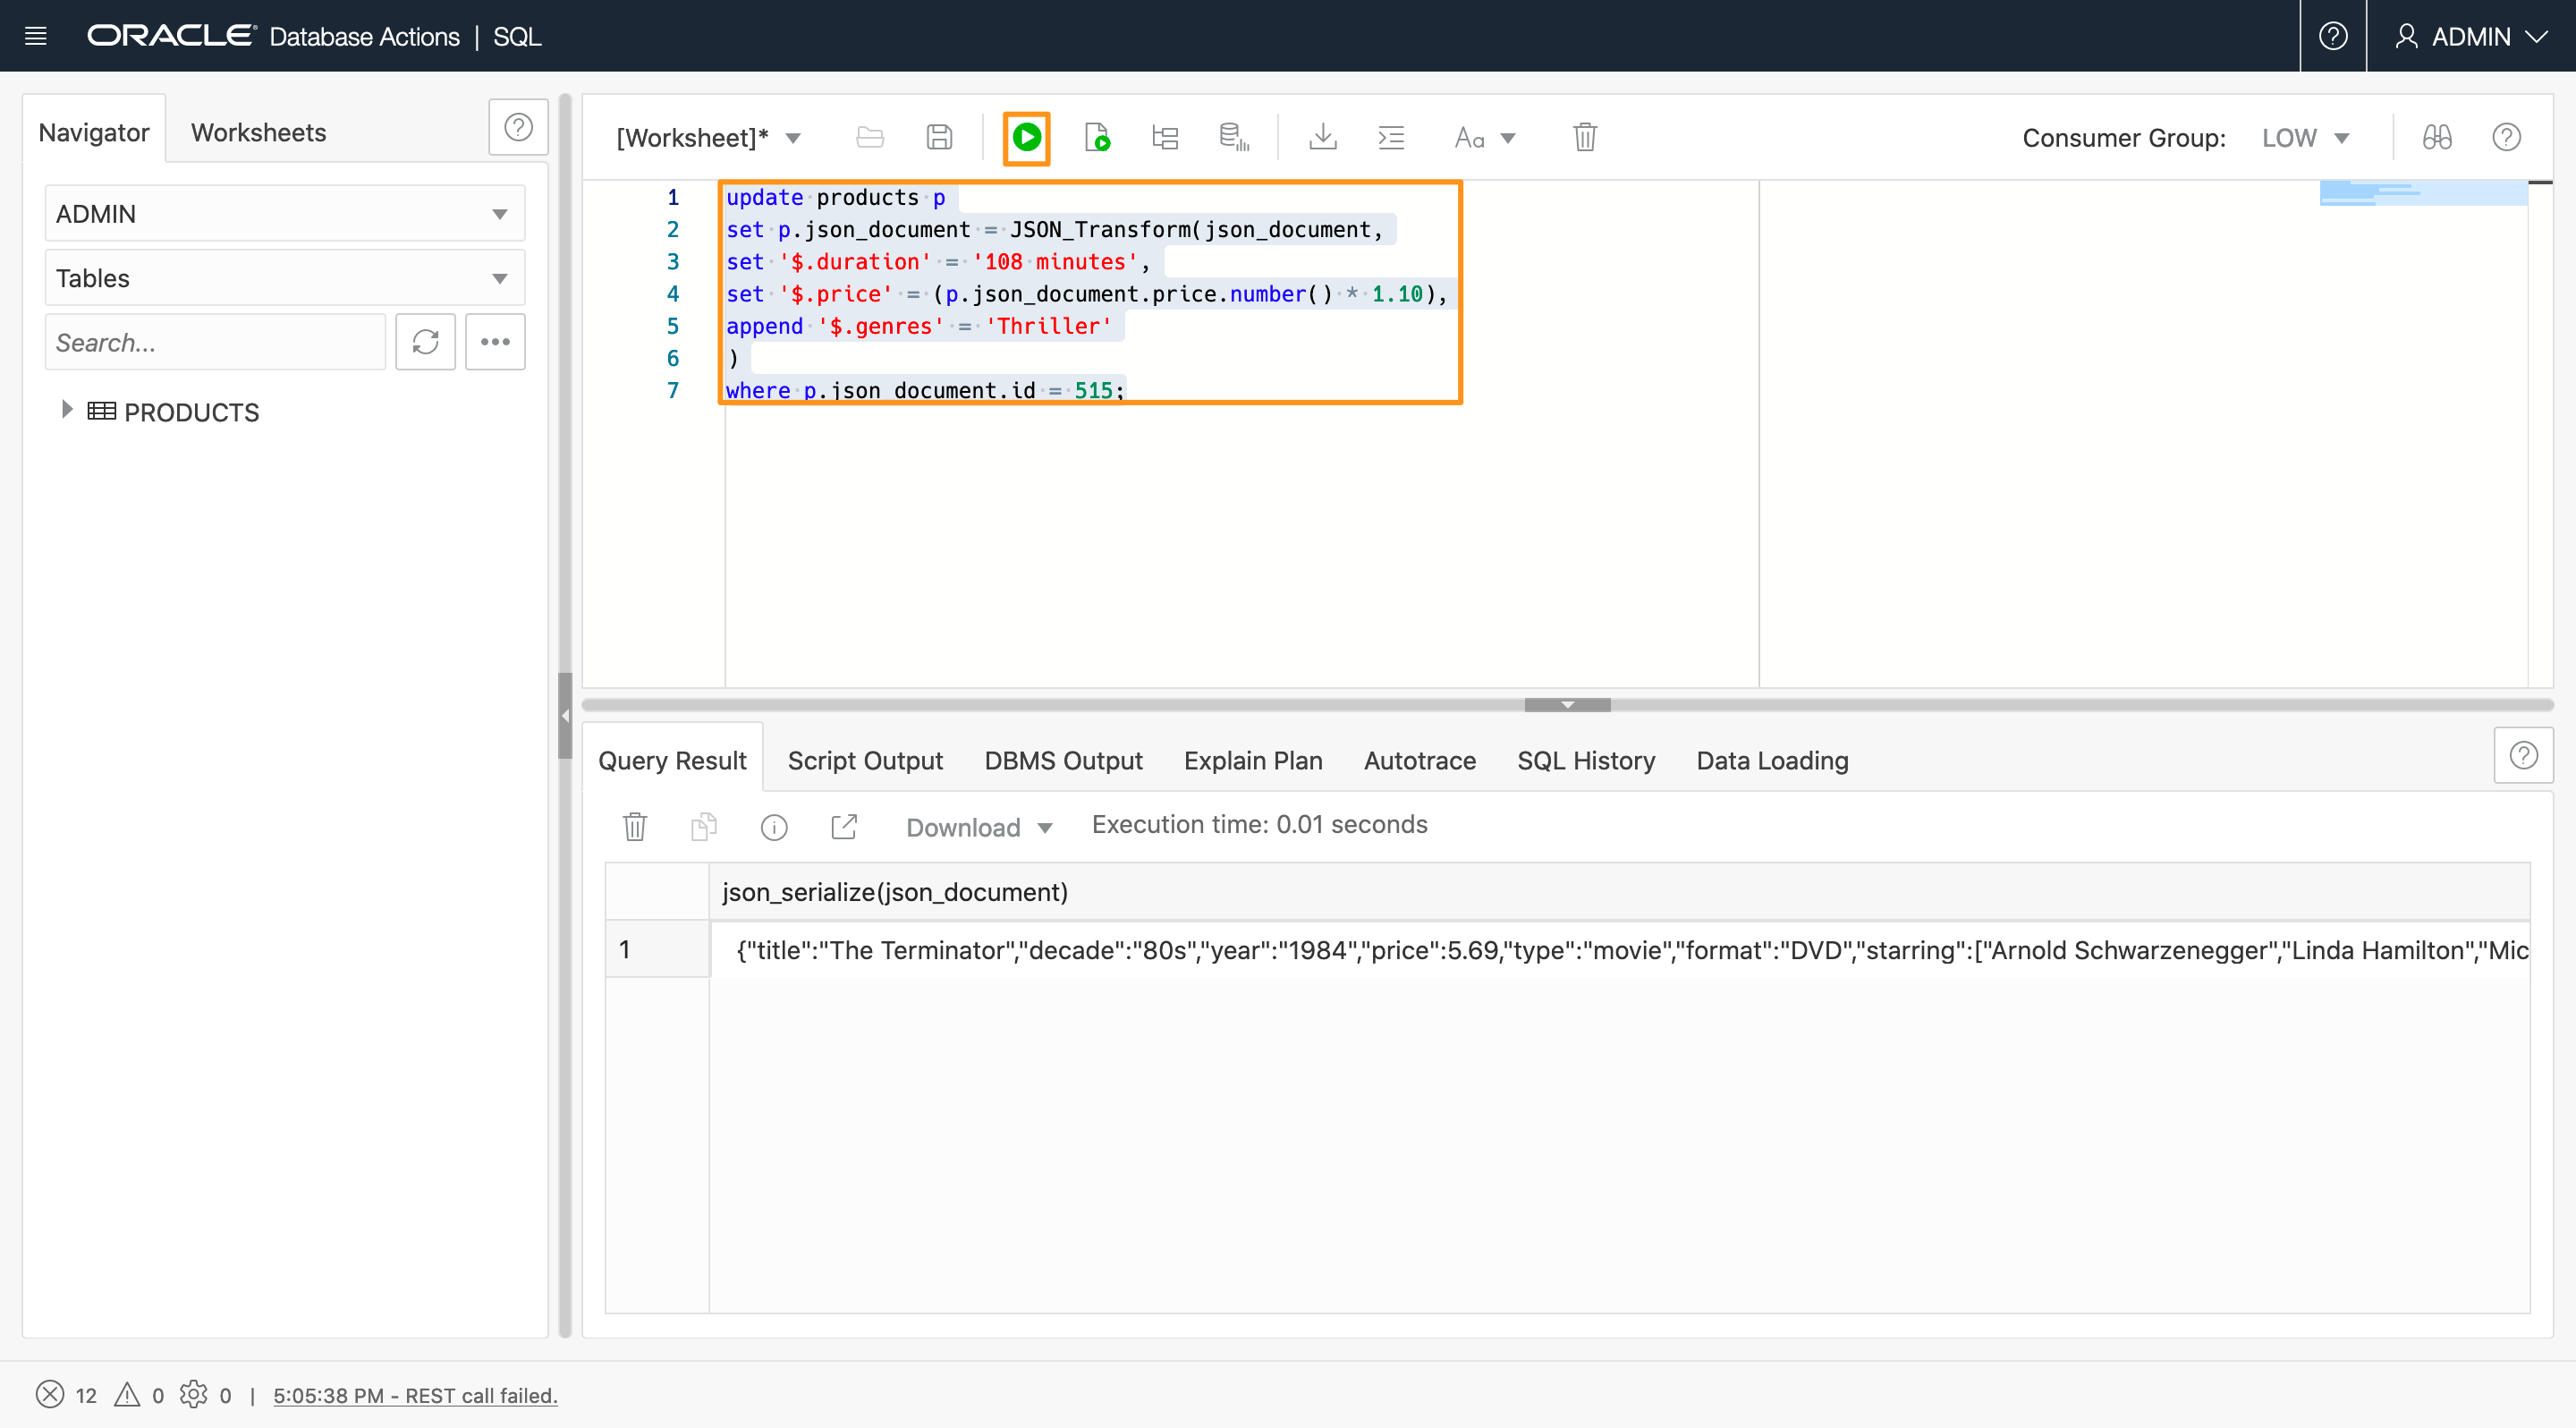 ORACLE Database Actions | SQL
ADMIN
Navigator
Worksheets
ADMIN
Tables
Search...
PRODUCTS
[Worksheet]*
Aa
Consumer Group: LOW
1 update products p
2 set p.json_document = JSON_Transform(json_document,
3 set '$.duration' = '108 minutes',
4 set '$.price' = (p.json_document.price.number() * 1.10),
5 append '$.genres' = 'Thriller'
6 )
7 where p.json_document.id = 515;
Query Result
Script Output
DBMS Output
Explain Plan
Autotrace
SQL History
Data Loading
Download
Execution time: 0.01 seconds
json_serialize(json_document)
1 {"title":"The Terminator","decade":"80s","year":"1984","price":5.69,"type":"movie","format":"DVD","starring":["Arnold Schwarzenegger","Linda Hamilton","Mic
12 0 0 | 5:05:38 PM - REST call failed.